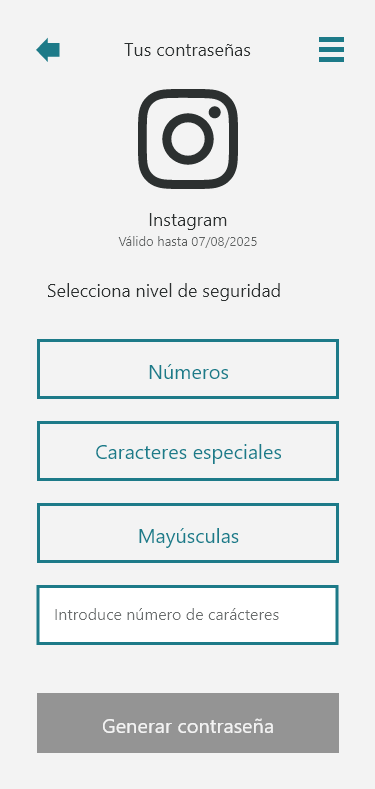 Tus contraseñas
Instagram
Válido hasta 07/08/2025
Selecciona nivel de seguridad
Números
Caracteres especiales
Mayúsculas
Introduce número de carácteres
Generar contraseña